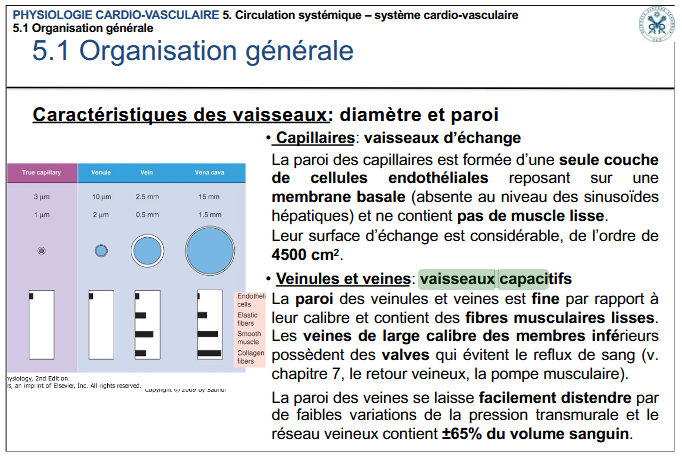 PHYSIOLOGIE CARDIO-VASCULAIRE 5. Circulation systémique – système cardio-vasculaire
5.1 Organisation générale
5.1 Organisation générale
Caractéristiques des vaisseaux: diamètre et paroi
• Capillaires: vaisseaux d'échange
La paroi des capillaires est formée d'une seule couche
de cellules endothéliales reposant sur une
membrane basale (absente au niveau des sinusoïdes
hépatiques) et ne contient pas de muscle lisse.
Leur surface d'échange est considérable, de l'ordre de
4500 cm².
• Veinules et veines: vaisseaux capacitifs
La paroi des veinules et veines est fine par rapport à
leur calibre et contient des fibres musculaires lisses.
Les veines de large calibre des membres inférieurs
possèdent des valves qui évitent le reflux de sang (v.
chapitre 7, le retour veineux, la pompe musculaire).
La paroi des veines se laisse facilement distendre par
de faibles variations de la pression transmurale et le
réseau veineux contient ±65% du volume sanguin.
True capillary Venule Vein Vena cava
3 µm 10 µm 2.5 mm 15 mm
1 µm 2 µm 0.5 mm 1.5 mm
Endotheli
cells
Elastic
fibers
Smooth
muscle
Collagen
fibers
hysiology, 2nd Edition.
rs, an imprint of Elsevier, Inc. All rights reserved.
Copyright © 2009 by Saunde